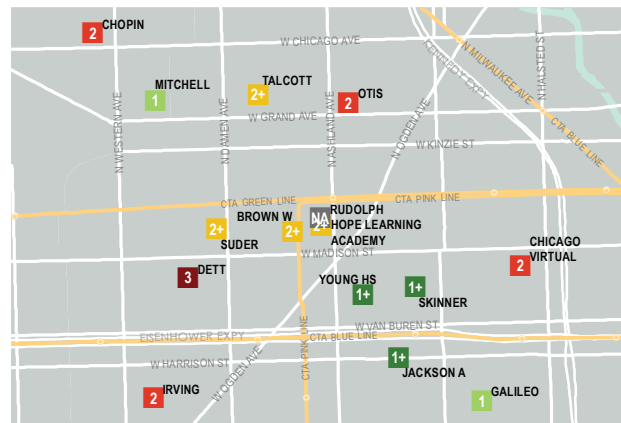 2 CHOPIN
W CHICAGO AVE
KENNEDY EXPY
N MILWAUKEE AVE
N HALSTED ST
MITCHELL
1
TALCOTT
2+
OTIS
2
N WESTERN AVE
N DAMEN AVE
N ASHLAND AVE
N OGDEN AVE
W GRAND AVE
W KINZIE ST
CTA BLUE LINE
CTA GREEN LINE
CTA PINK LINE
BROWN W
2+
NA
2+
RUDOLPH
HOPE LEARNING
ACADEMY
2+
SUDER
W MADISON ST
CHICAGO
VIRTUAL
2
3 DETT
YOUNG HS
1+
1+
SKINNER
W VAN BUREN ST
EISENHOWER EXPY
CTA BLUE LINE
CTA PINK LINE
W HARRISON ST
W OGDEN AVE
1+
JACKSON A
2 IRVING
1 GALILEO